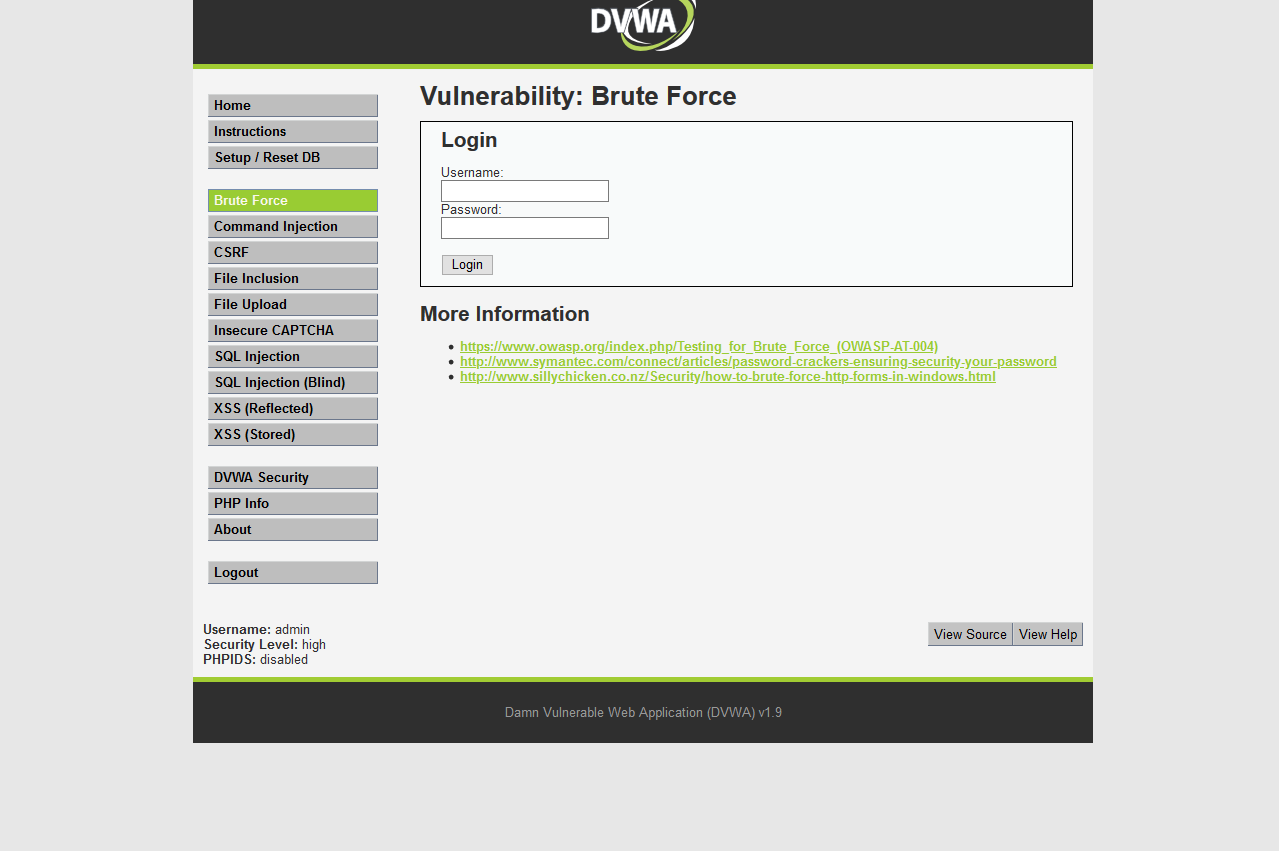 DVWA
Home
Instructions
Setup / Reset DB
Brute Force
Command Injection
CSRF
File Inclusion
File Upload
Insecure CAPTCHA
SQL Injection
SQL Injection (Blind)
XSS (Reflected)
XSS (Stored)
DVWA Security
PHP Info
About
Logout
Vulnerability: Brute Force
Login
Username:
Password:
Login
More Information
https://www.owasp.org/index.php/Testing_for_Brute_Force_(OWASP-AT-004)
http://www.symantec.com/connect/articles/password-crackers-ensuring-security-your-password
http://www.sillychicken.co.nz/Security/how-to-brute-force-http-forms-in-windows.html
Username: admin
Security Level: high
PHPIDS: disabled
View Source
View Help
Damn Vulnerable Web Application (DVWA) v1.9